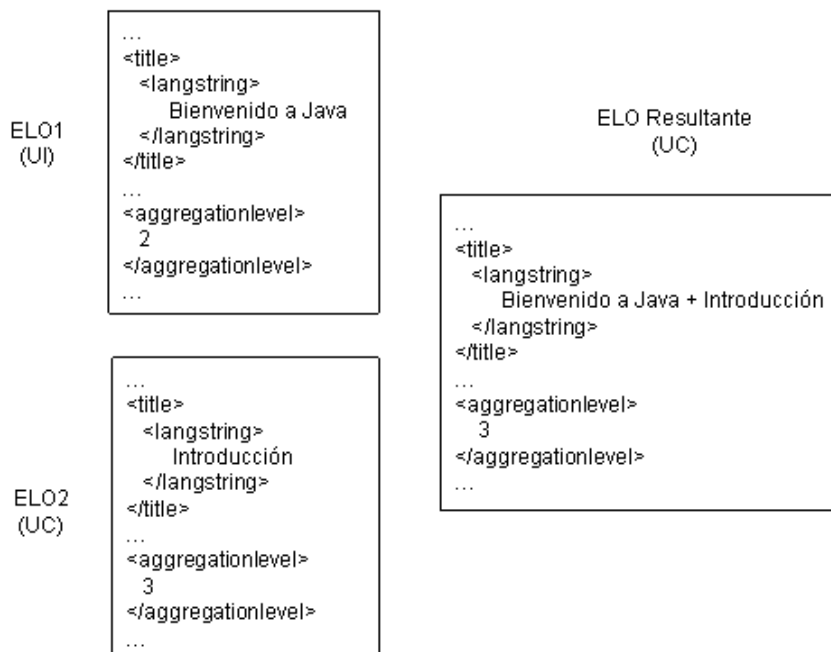 ELO1
(UI)
...
<title>
<langstring>
Bienvenido a Java
</langstring>
</title>
...
<aggregationlevel>
2
</aggregationlevel>
...
ELO2
(UC)
...
<title>
<langstring>
Introducción
</langstring>
</title>
...
<aggregationlevel>
3
</aggregationlevel>
...
ELO Resultante
(UC)
...
<title>
<langstring>
Bienvenido a Java + Introducción
</langstring>
</title>
...
<aggregationlevel>
3
</aggregationlevel>
...